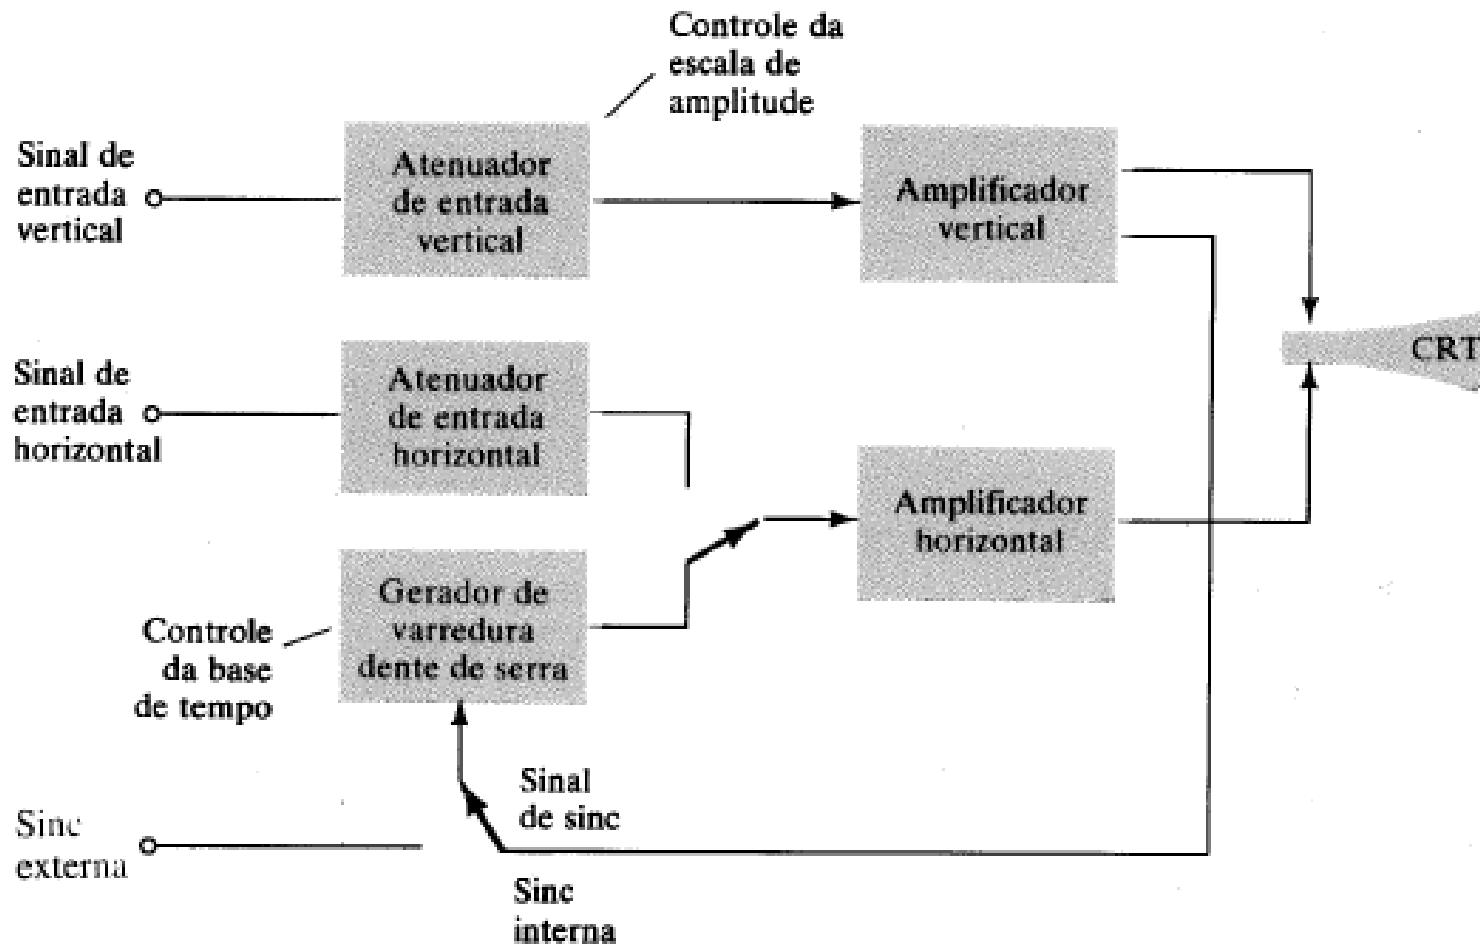 Controle da
escala de
amplitude
Sinal de
entrada
vertical
Atenuador
de entrada
vertical
Amplificador
vertical
CRT
Sinal de
entrada
horizontal
Atenuador
de entrada
horizontal
Amplificador
horizontal
Gerador de
varredura
dente de serra
Controle
da base
de tempo
Sinal
de sinc
Sinc
externa
Sinc
interna